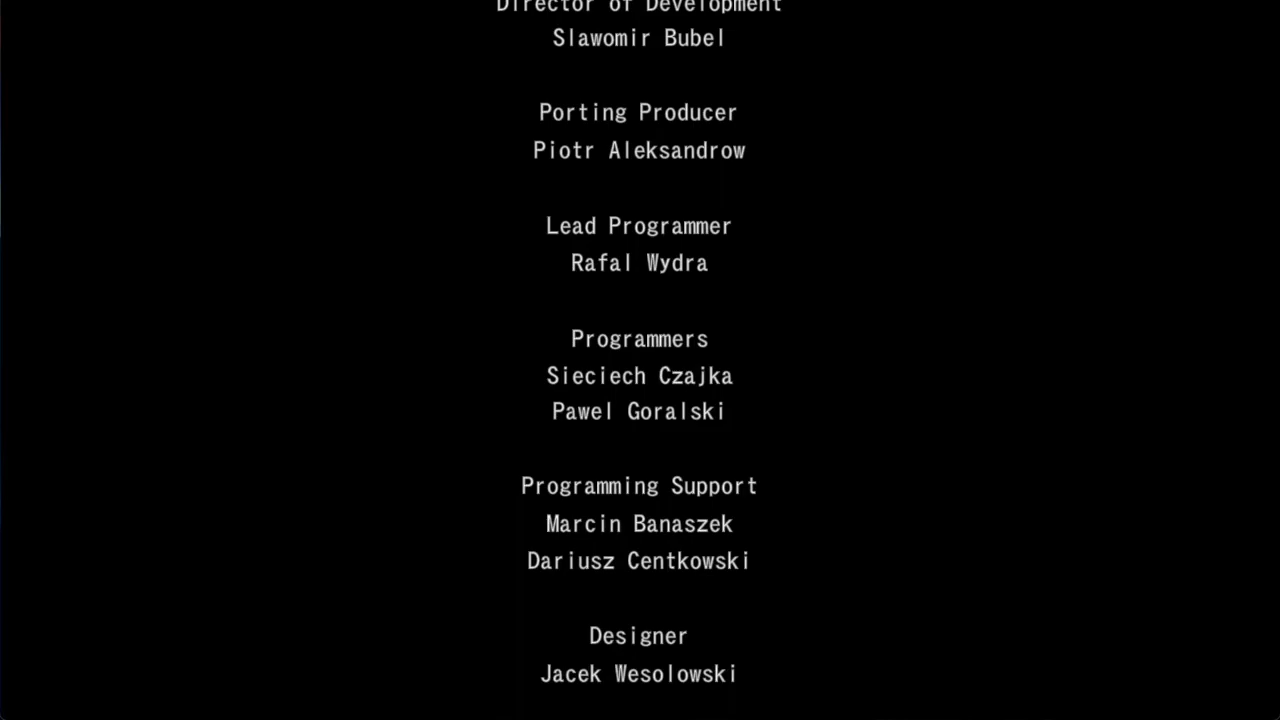 Director of Development
Slawomir Bubel
Porting Producer
Piotr Aleksandrow
Lead Programmer
Rafal Wydra
Programmers
Sieciech Czajka
Pawel Goralski
Programming Support
Marcin Banaszek
Dariusz Centkowski
Designer
Jacek Wesolowski